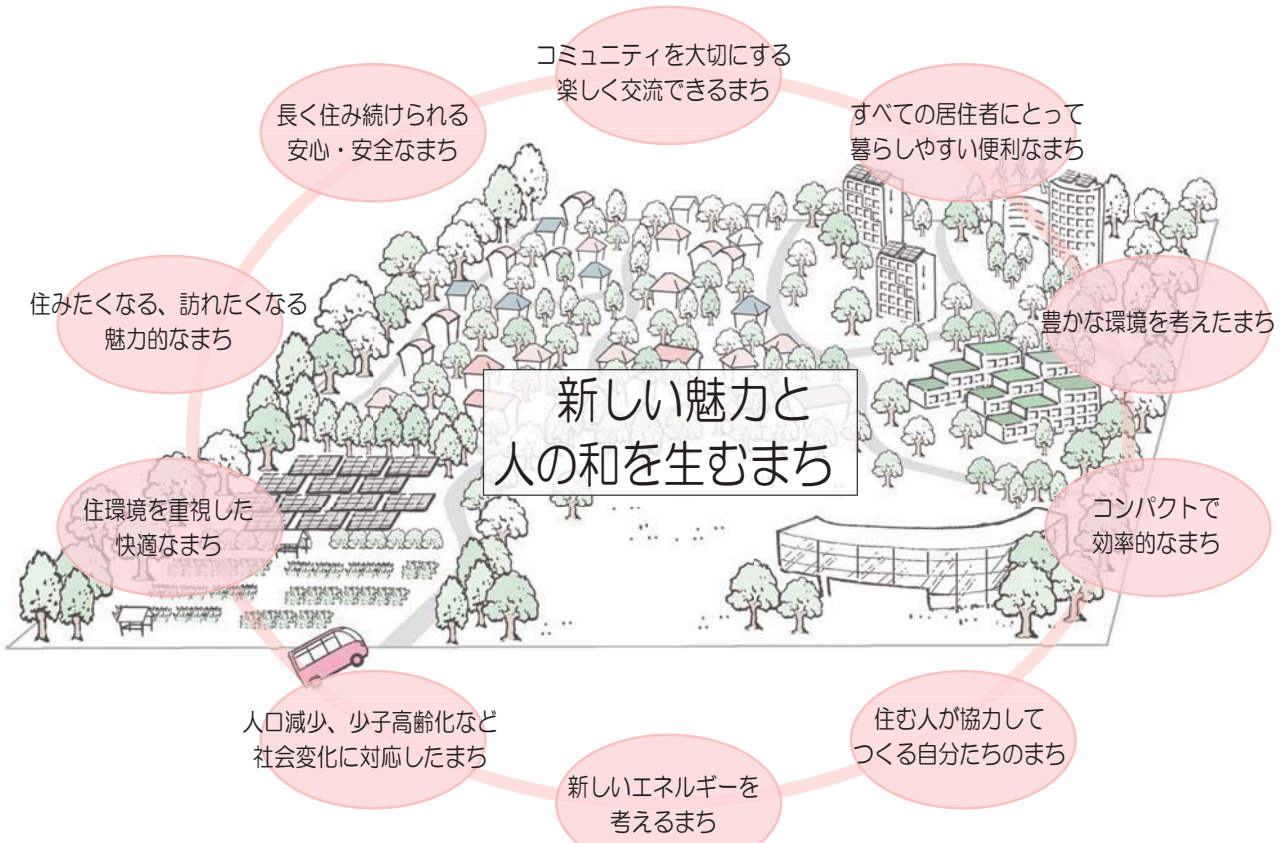 コミュニティを大切にする
楽しく交流できるまち
長く住み続けられる
安心・安全なまち
すべての居住者にとって
暮らしやすい便利なまち
住みたくなる、訪れたくなる
魅力的なまち
豊かな環境を考えたまち
新しい魅力と
人の和を生むまち
住環境を重視した
快適なまち
コンパクトで
効率的なまち
人口減少、少子高齢化など
社会変化に対応したまち
住む人が協力して
つくる自分たちのまち
新しいエネルギーを
考えるまち